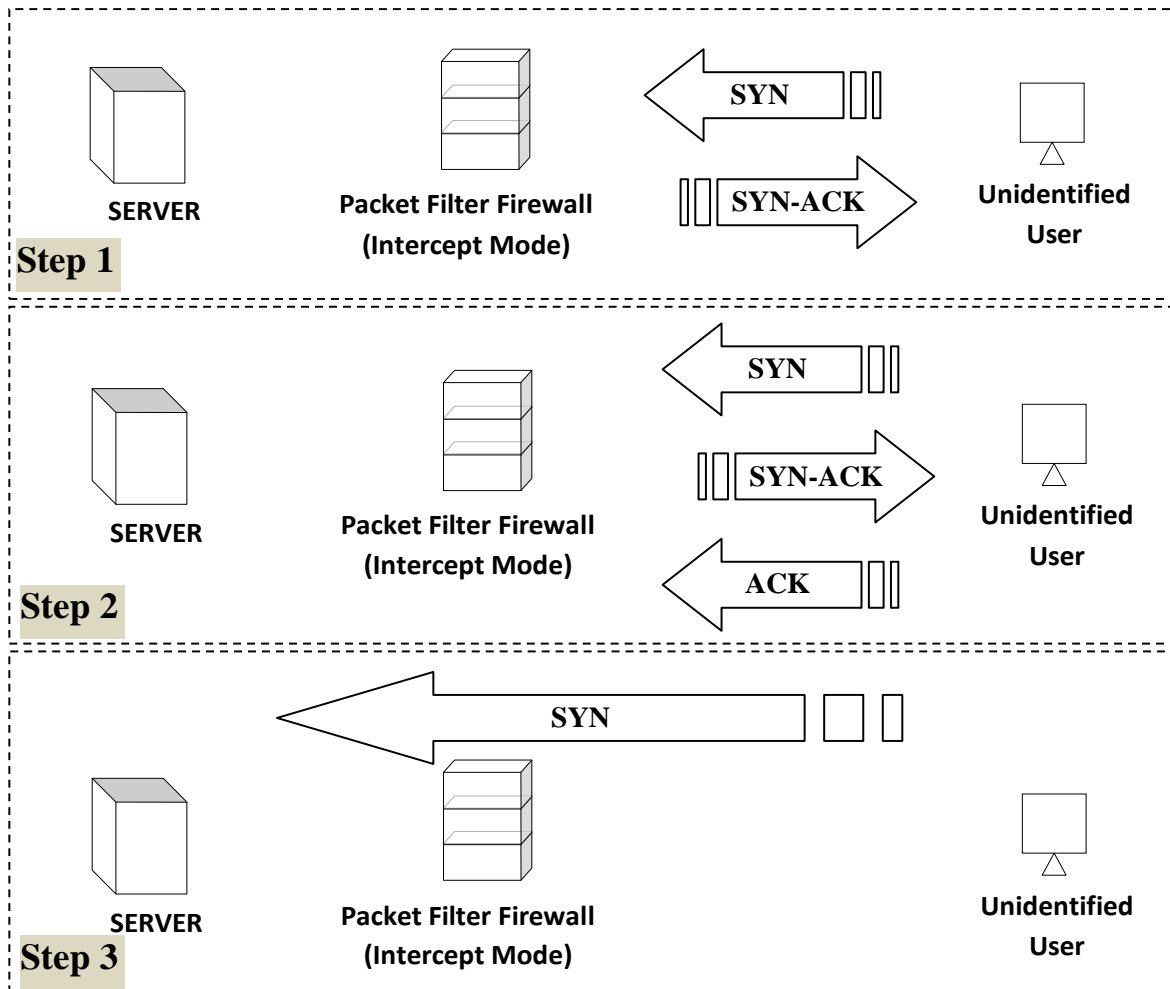 SYN
SYN-ACK
SERVER
Packet Filter Firewall
(Intercept Mode)
Unidentified
User
Step 1
SYN
SYN-ACK
ACK
SERVER
Packet Filter Firewall
(Intercept Mode)
Unidentified
User
Step 2
SYN
SERVER
Packet Filter Firewall
(Intercept Mode)
Unidentified
User
Step 3